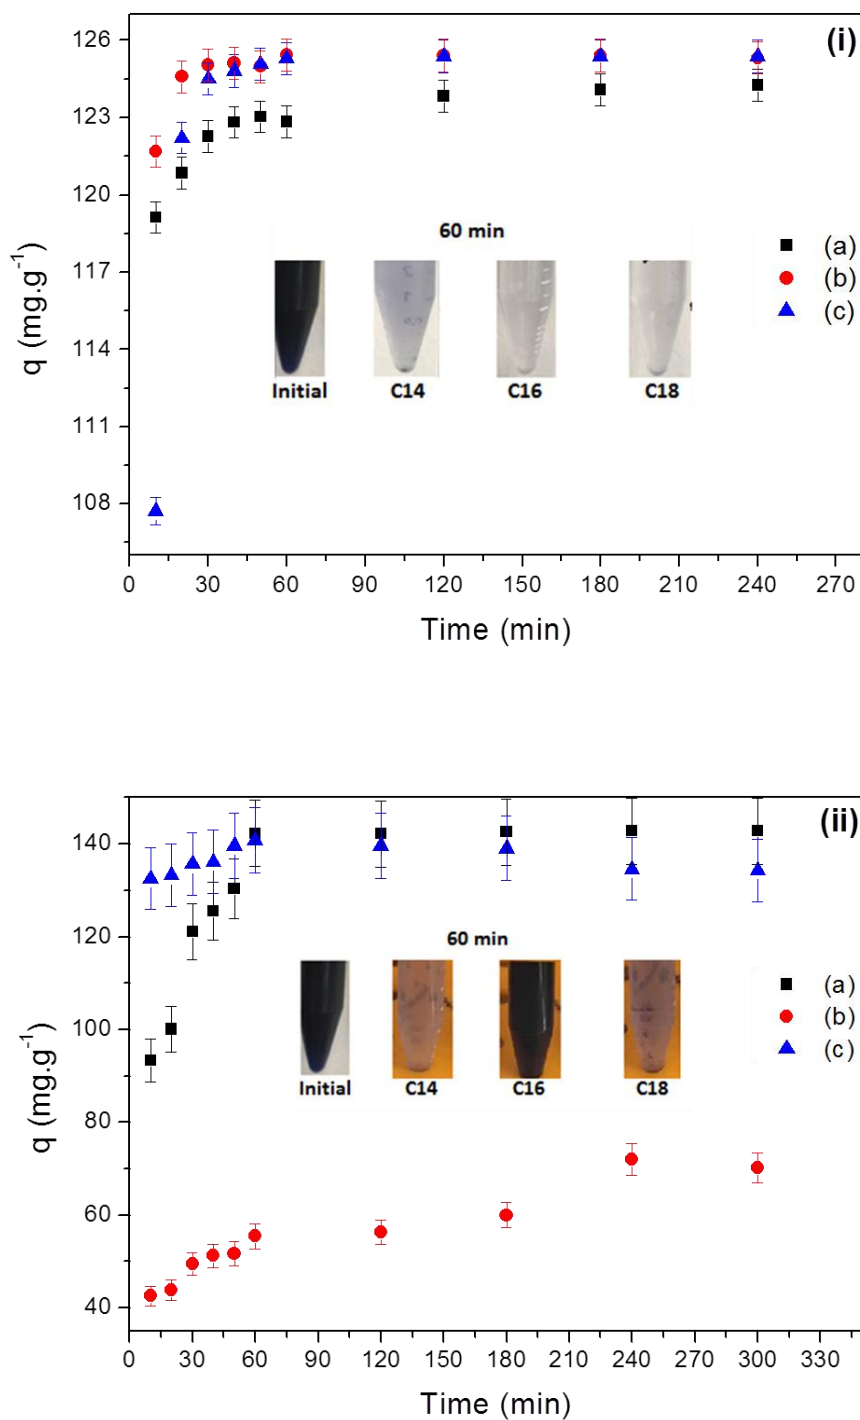 (i)
126
123
120
117
114
111
108
q (mg.g⁻¹)
60 min
Initial C14 C16 C18
(a)
(b)
(c)
0 30 60 90 120 150 180 210 240 270
Time (min)
(ii)
140
120
100
80
60
40
q (mg.g⁻¹)
60 min
Initial C14 C16 C18
(a)
(b)
(c)
0 30 60 90 120 150 180 210 240 270 300 330
Time (min)